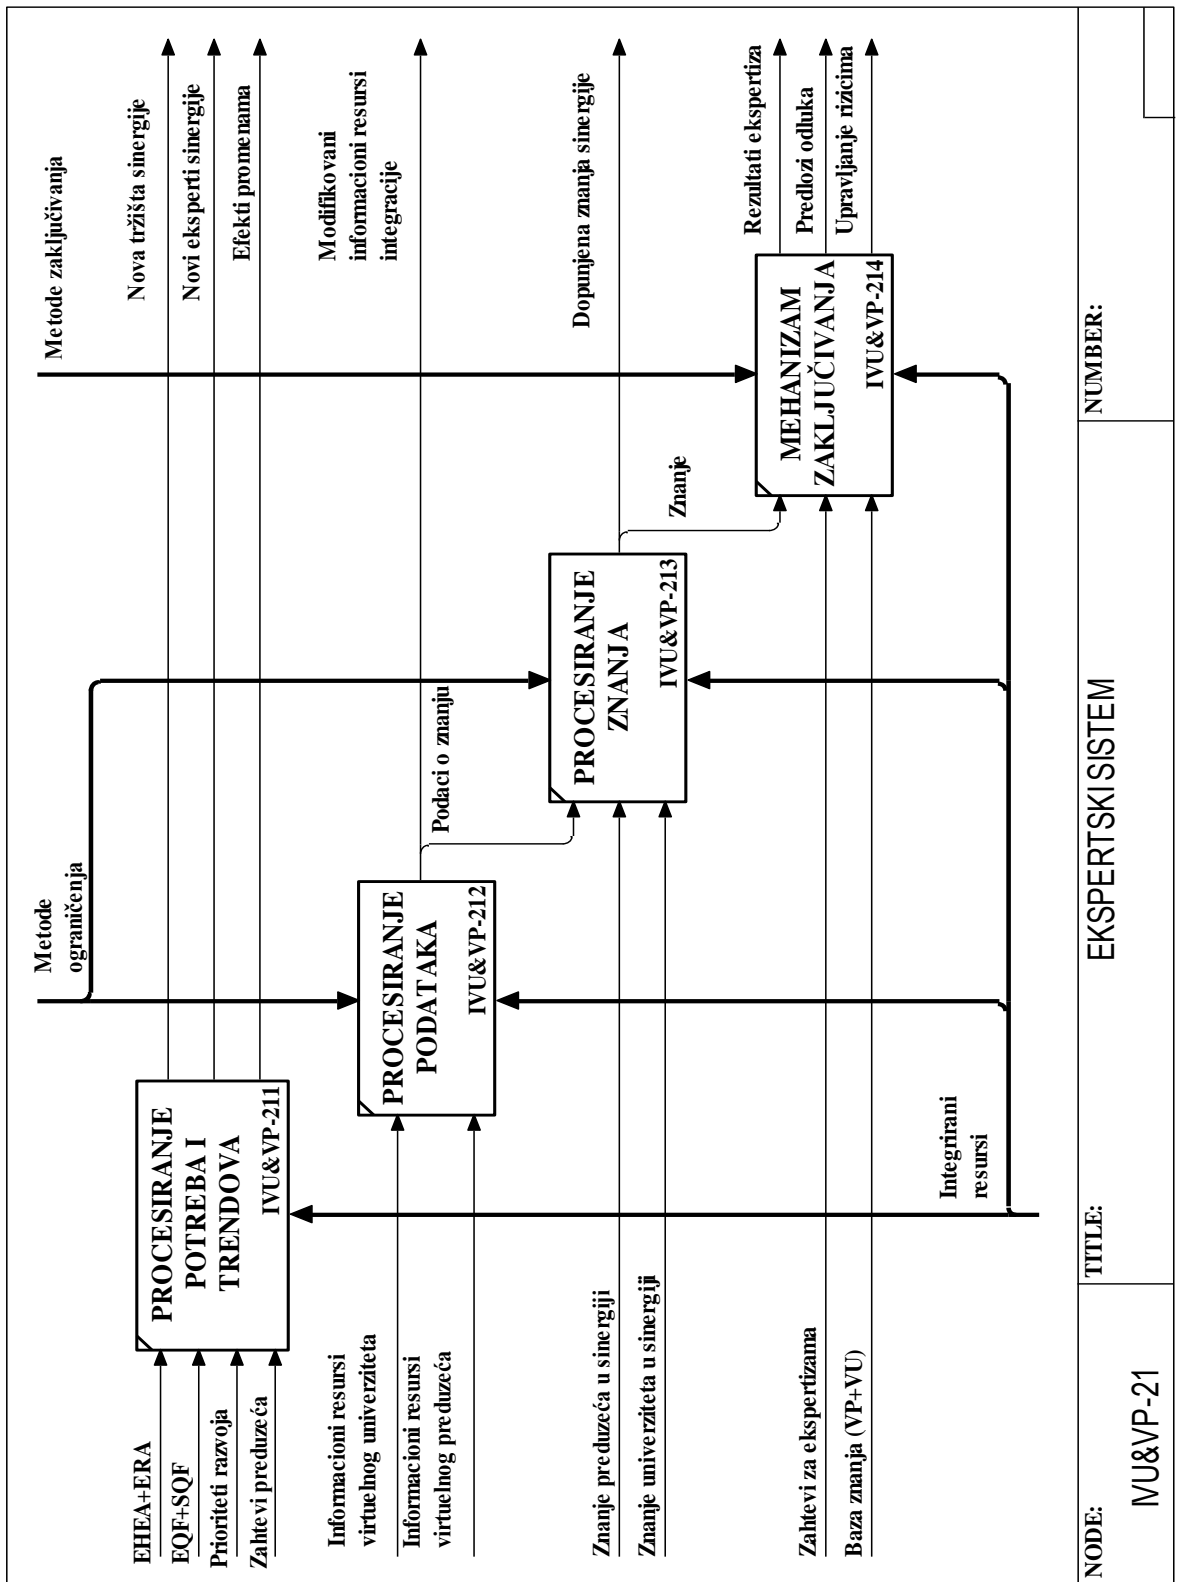 Metode zaključivanja
Nova tržišta sinergije
Novi eksperti sinergije
Efekti promenama
Modifikovani
informacioni resursi
integracije
Dopunjena znanja sinergije
Rezultati ekspertiza
Predlozi odluka
Upravljanje rizicima
Metode
ograničenja
PROCESIRANJE
POTREBA I
TRENDOVA
IVU&VP-211
PROCESIRANJE
PODATAKA
IVU&VP-212
Podaci o znanju
PROCESIRANJE
ZNANJA
IVU&VP-213
Znanje
MEHANIZAM
ZAKLJUČIVANJA
IVU&VP-214
EHEA+ERA
EQF+SQF
Prioriteti razvoja
Zahtevi preduzeća
Informacioni resursi
virtuelnog univerziteta
Informacioni resursi
virtuelnog preduzeća
Znanje preduzeća u sinergiji
Znanje univerziteta u sinergiji
Zahtevi za ekspertizama
Baza znanja (VP+VU)
Integrirani
resursi
NODE:
IVU&VP-21
TITLE:
EKSPERTSKI SISTEM
NUMBER: